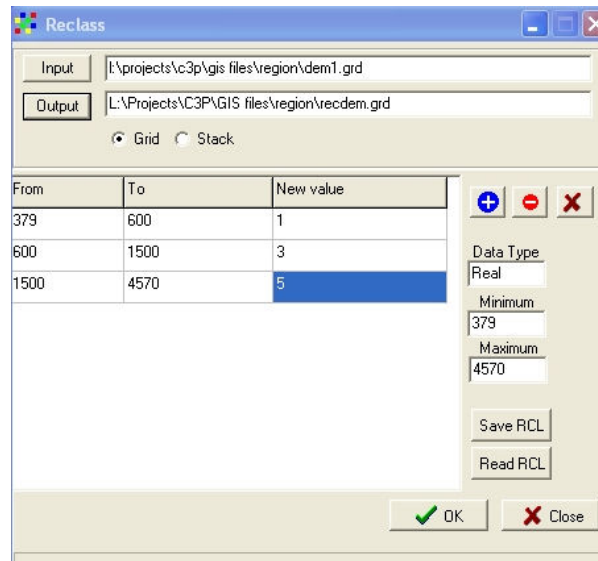 Reclass
Input l:\projects\c3p\gis files\region\dem1.grd
Output L:\Projects\C3P\GIS files\region\recdem.grd
Grid Stack
From To New value
379 600 1
600 1500 3
1500 4570 5
Data Type
Real
Minimum
379
Maximum
4570
Save RCL
Read RCL
OK Close